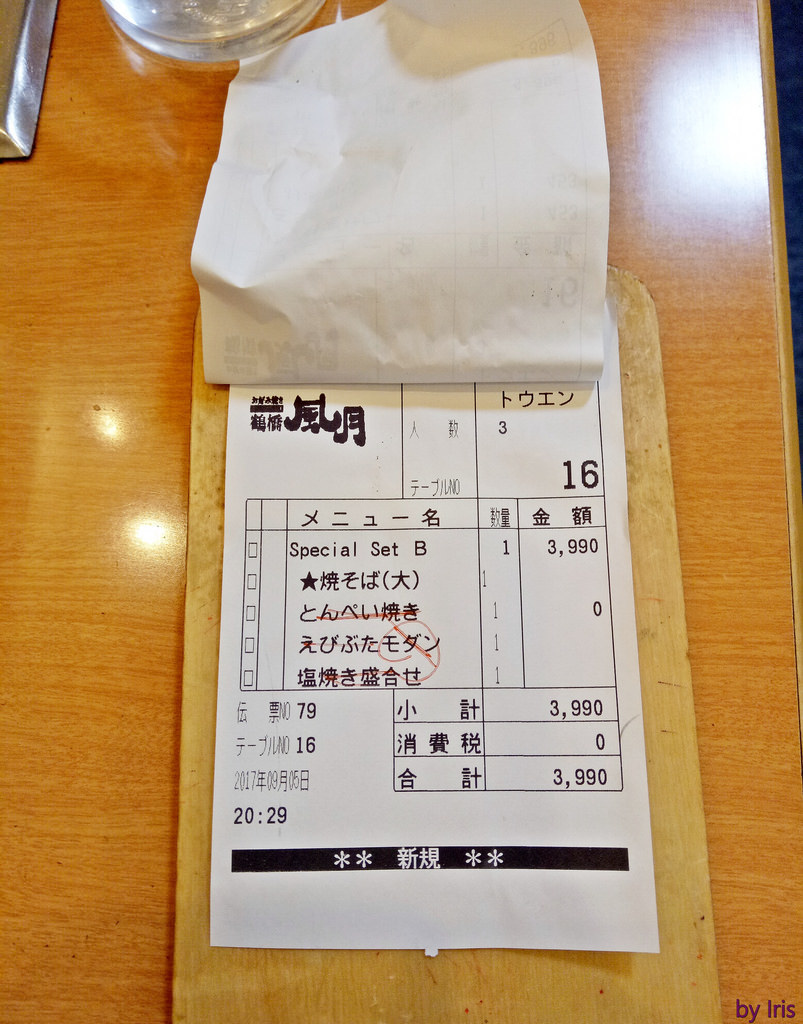 お好み焼き
鶴橋 風月
トウエン
人 数 3
テーブルNO 16
メニュー名 数量 金 額
Special Set B 1 3,990
★焼そば(大) 1
とんぺい焼き 1 0
えびぶたモダン 1
塩焼き盛合せ 1
伝 票NO 79
小 計 3,990
テーブルNO 16
消費税 0
2017年09月05日
合 計 3,990
20:29
** 新規 **
by Iris